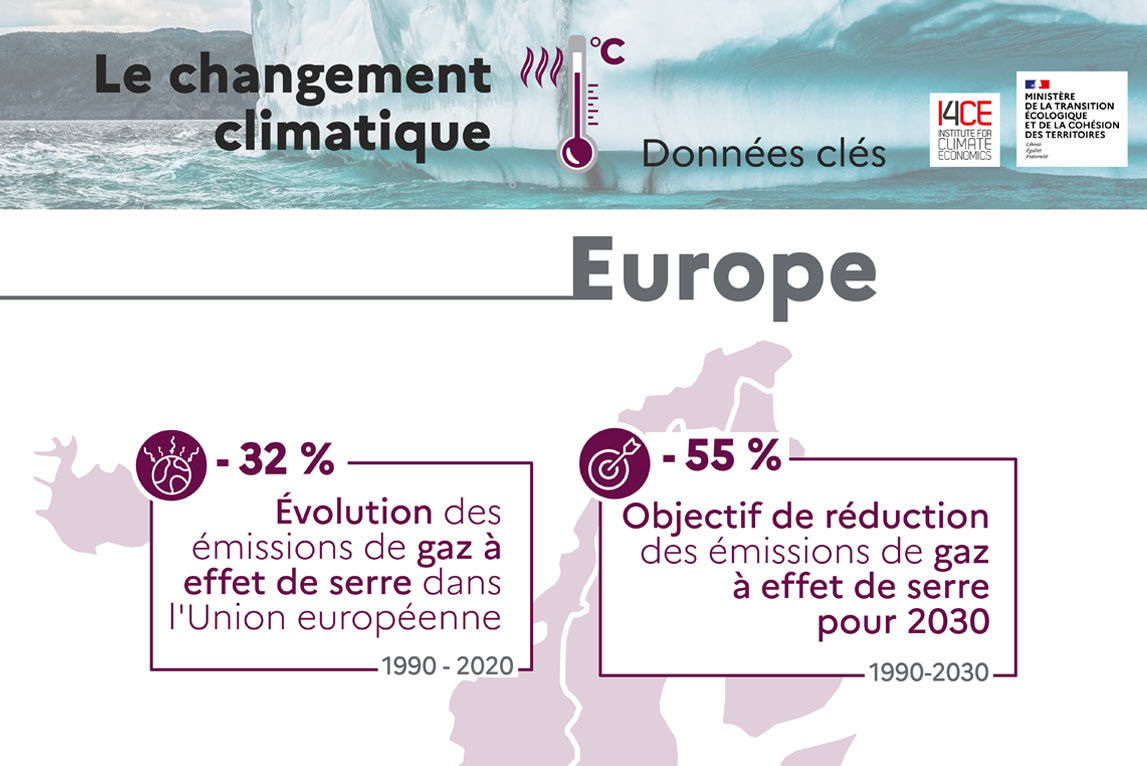 Le changement
climatique
°C
Données clés
I4CE
INSTITUTE FOR
CLIMATE
ECONOMICS
MINISTÈRE
DE LA TRANSITION
ÉCOLOGIQUE
ET DE LA COHÉSION
DES TERRITOIRES
Liberté
Égalité
Fraternité
Europe
- 32 %
Évolution des
émissions de gaz à
effet de serre dans
l'Union européenne
1990 - 2020
- 55 %
Objectif de réduction
des émissions de gaz
à effet de serre
pour 2030
1990-2030